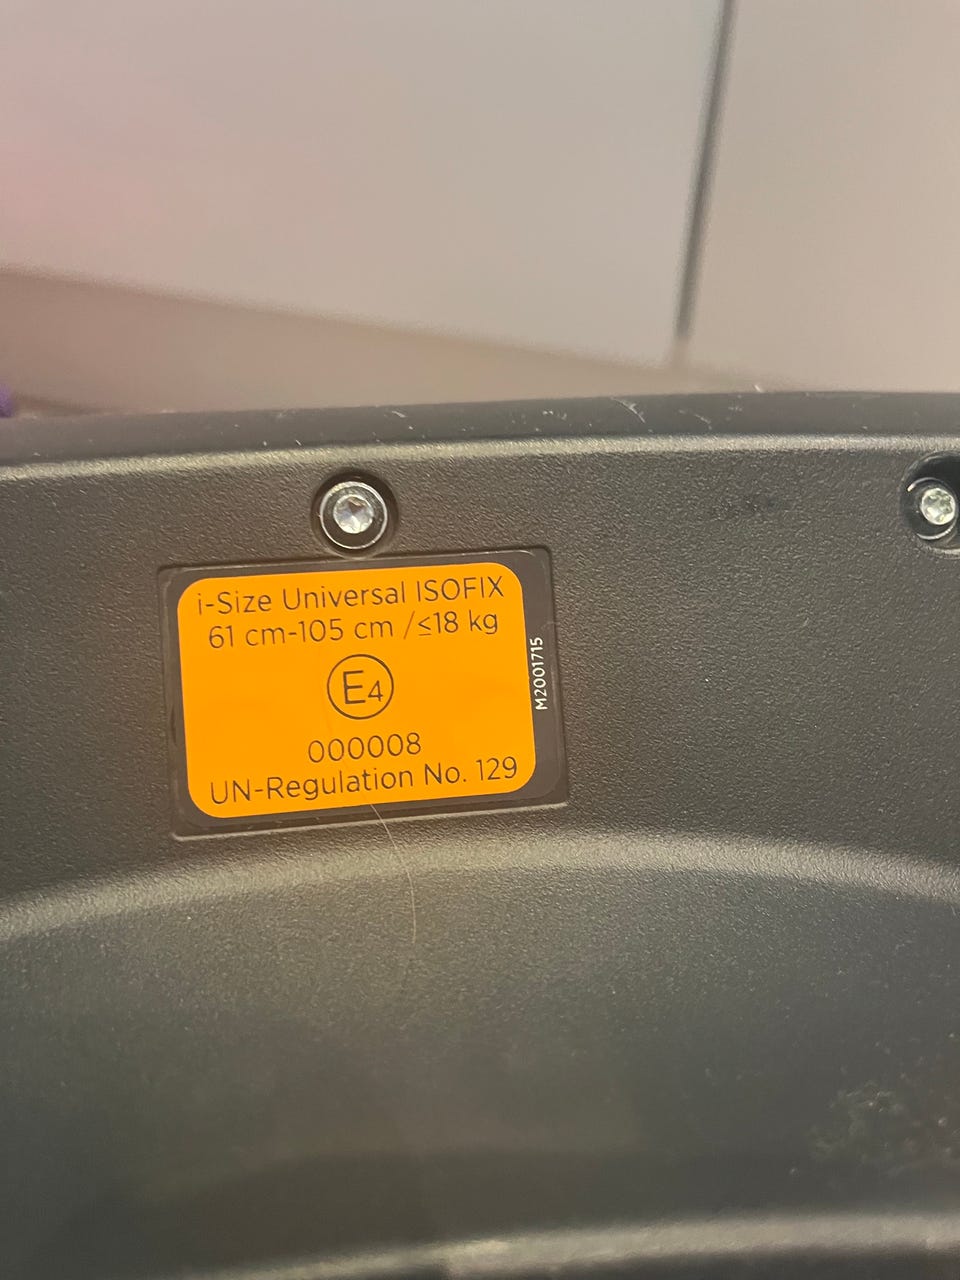 i-Size Universal ISOFIX
61 cm-105 cm /≤18 kg
E4
000008
UN-Regulation No. 129
M2001715